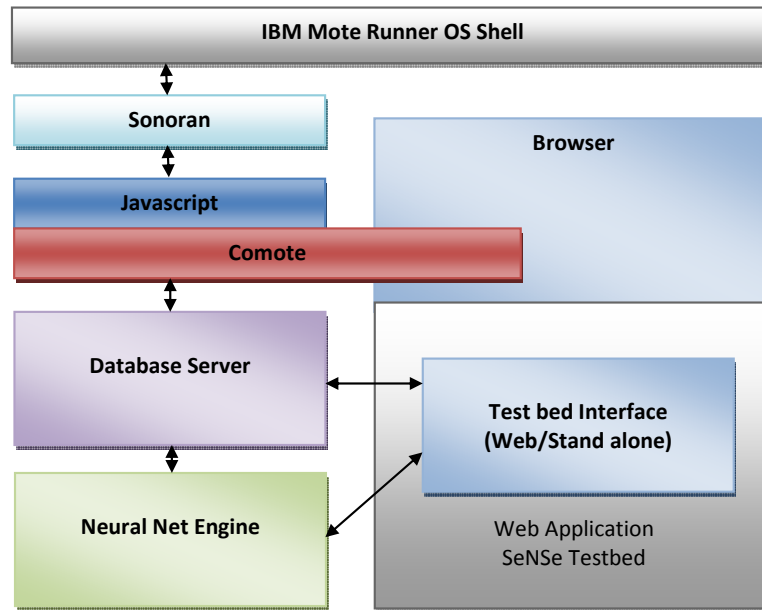 IBM Mote Runner OS Shell
Sonoran
Browser
Javascript
Comote
Database Server
Test bed Interface
(Web/Stand alone)
Neural Net Engine
Web Application
SeNSe Testbed